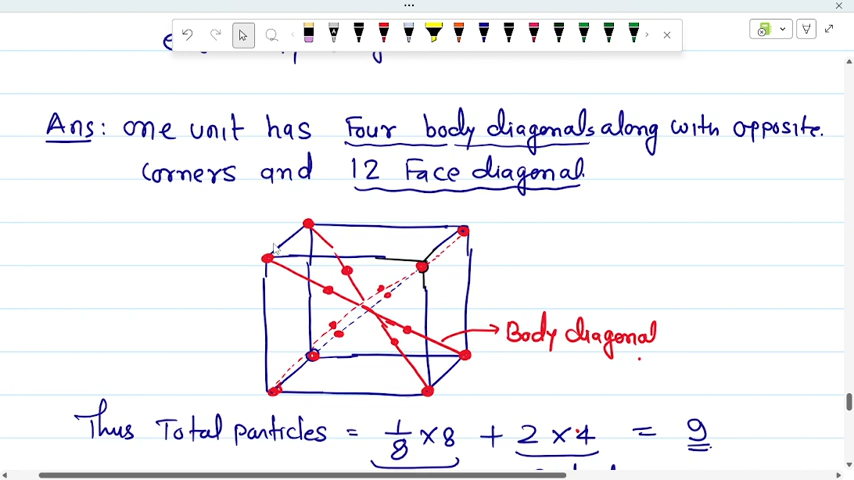 Ans: one unit has Four body diagonals along with opposite.
corners and 12 Face diagonal.
Body diagonal
Thus Total particles = 1/8 × 8 + 2 × 4 = 9